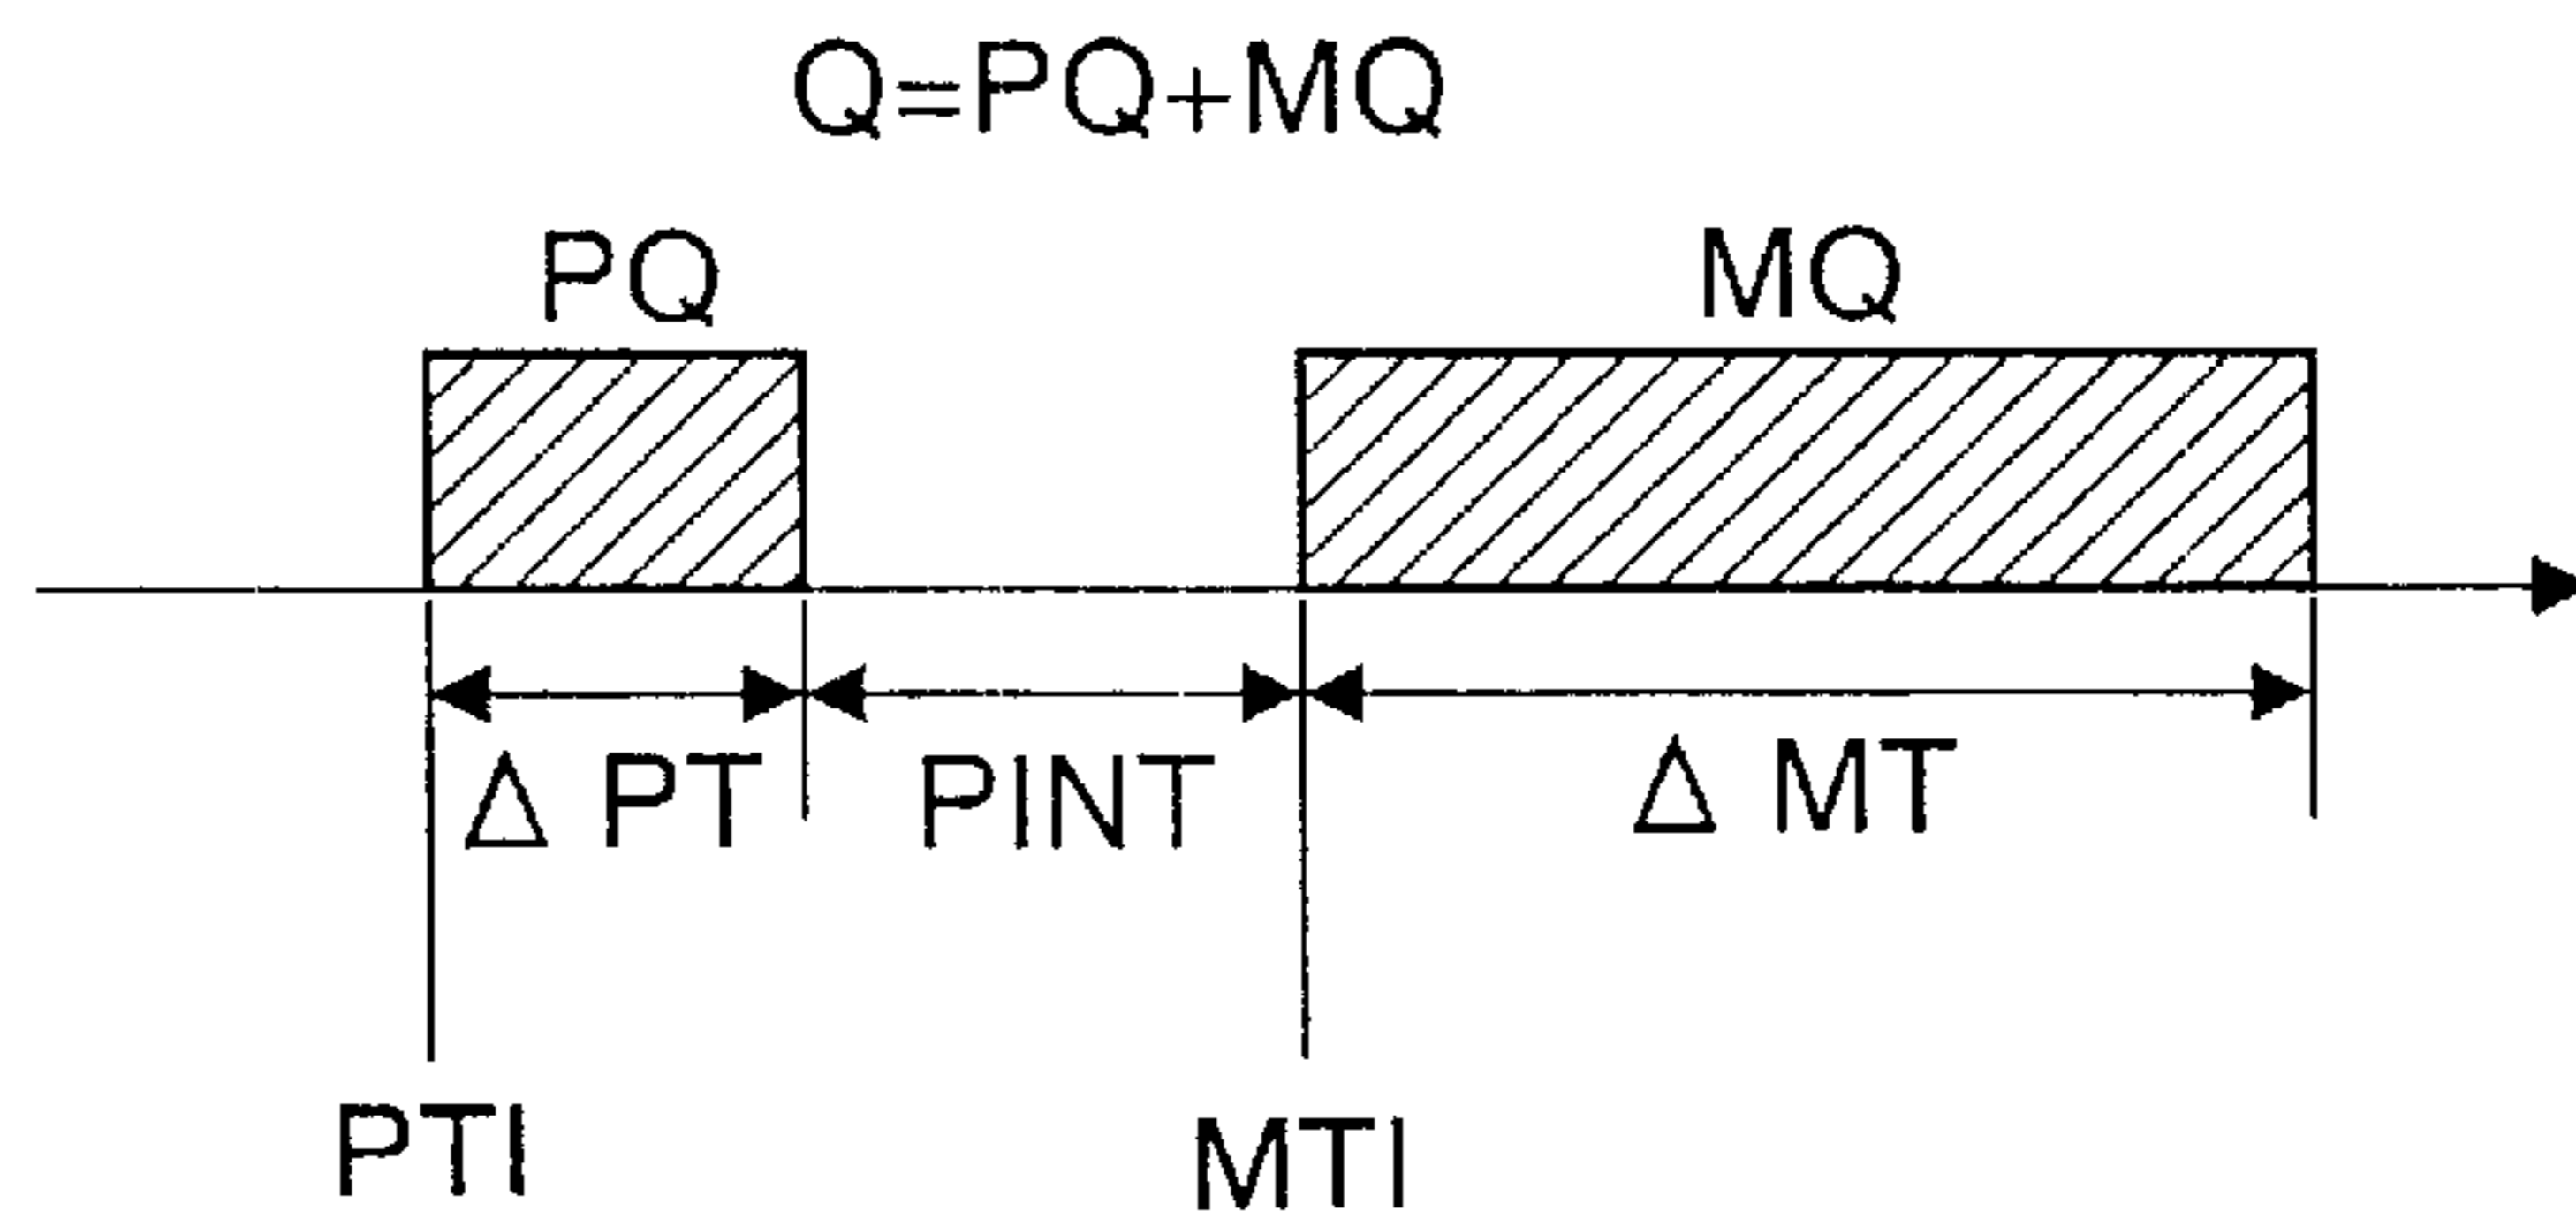 Q=PQ+MQ
PQ MQ
Δ PT PINT Δ MT
PTI MTI